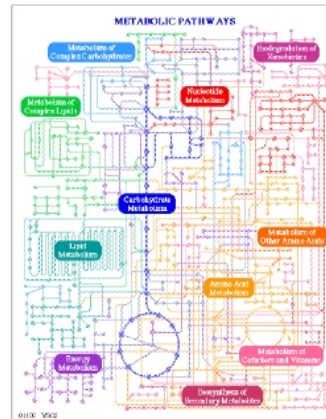 METABOLIC PATHWAYS
Metabolism of
Complex Carbohydrates
Biodegradation of
Xenobiotics
Nucleotide
Metabolism
Metabolism of
Complex Lipids
Carbohydrate
Metabolism
Metabolism of
Other Amino Acids
Lipid
Metabolism
Amino Acid
Metabolism
Metabolism of
Cofactors and Vitamins
Energy
Metabolism
Biosynthesis of
Secondary Metabolites